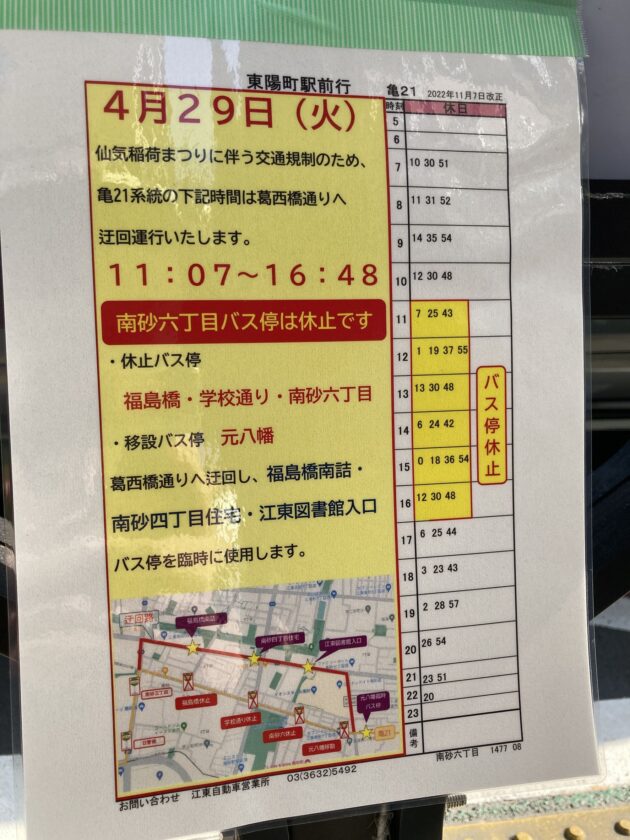 東陽町駅前行
4月29日（火）
仙気稲荷まつりに伴う交通規制のため、
亀21系統の下記時間は葛西橋通りへ
迂回運行いたします。
11：07～16：48
南砂六丁目バス停は休止です
・休止バス停
福島橋・学校通り・南砂六丁目
・移設バス停　元八幡
葛西橋通りへ迂回し、福島橋南詰・
南砂四丁目住宅・江東図書館入口
バス停を臨時に使用します。
迂回路
福島橋南詰
南砂四丁目住宅
江東図書館入口
元八幡臨時
バス停
福島橋休止
学校通り休止
南砂六休止
元八幡移動
亀21
お問い合わせ　江東自動車営業所　03(3632)5492
亀21　2022年11月7日改正
時刻　休日
5
6
7　10 30 51
8　11 31 52
9　14 35 54
10　12 30 48
11　7 25 43
12　1 19 37 55
13　13 30 48
14　6 24 42
15　0 18 36 54
16　12 30 48
バス停休止
17　6 25 44
18　3 23 43
19　2 28 57
20　26 54
21　23 51
22　20
23
備考
南砂六丁目　1477 08